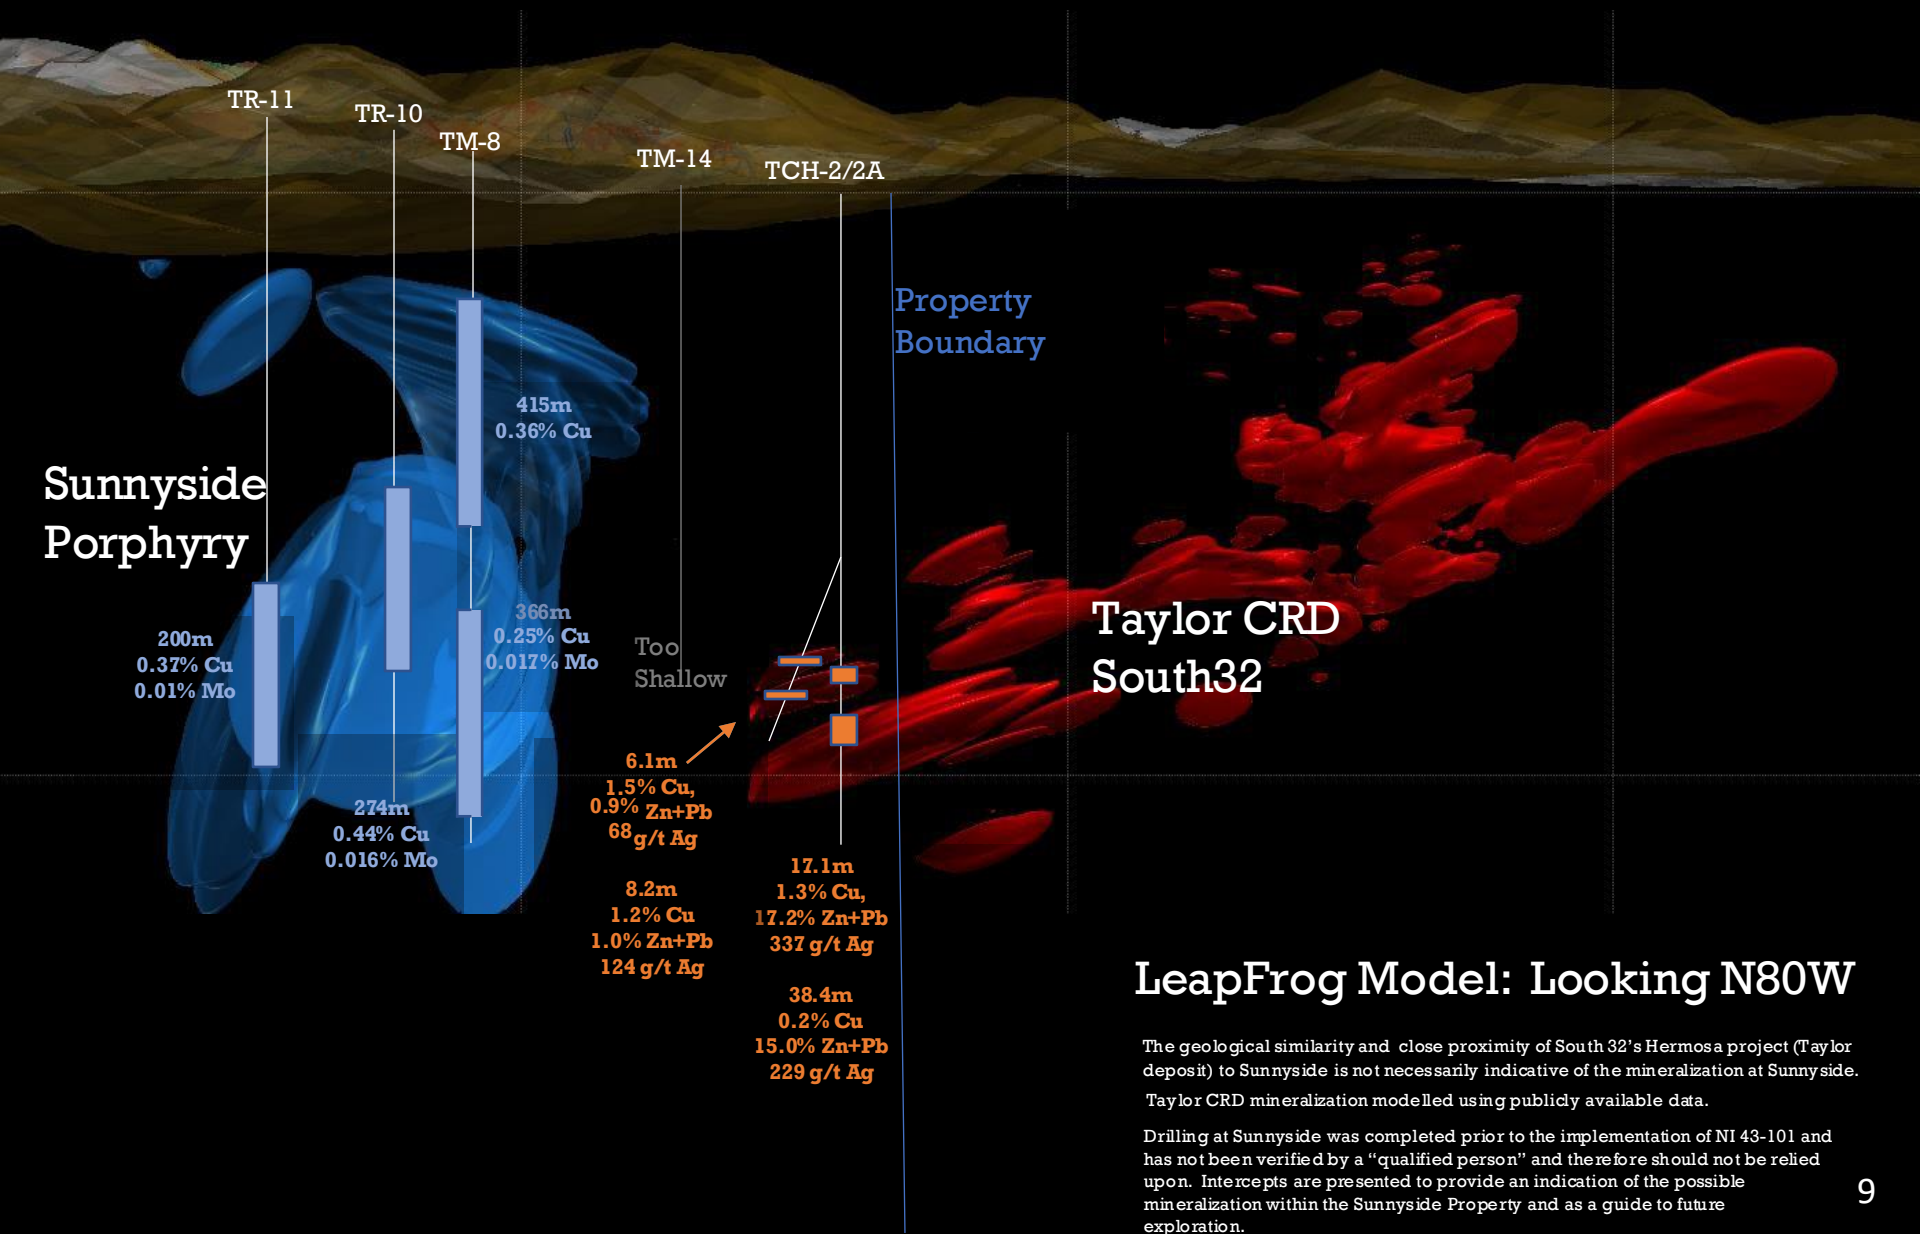 TR-11
TR-10
TM-8
TM-14
TCH-2/2A
Property
Boundary
415m
0.36% Cu
Sunnyside
Porphyry
366m
0.25% Cu
0.017% Mo
200m
0.37% Cu
0.01% Mo
Too
Shallow
Taylor CRD
South32
274m
0.44% Cu
0.016% Mo
6.1m
1.5% Cu,
0.9% Zn+Pb
68 g/t Ag
8.2m
1.2% Cu
1.0% Zn+Pb
124 g/t Ag
17.1m
1.3% Cu,
17.2% Zn+Pb
337 g/t Ag
38.4m
0.2% Cu
15.0% Zn+Pb
229 g/t Ag
LeapFrog Model: Looking N80W
The geological similarity and close proximity of South 32's Hermosa project (Taylor
deposit) to Sunnyside is not necessarily indicative of the mineralization at Sunnyside.
Taylor CRD mineralization modelled using publicly available data.
Drilling at Sunnyside was completed prior to the implementation of NI 43-101 and
has not been verified by a “qualified person” and therefore should not be relied
upon. Intercepts are presented to provide an indication of the possible
mineralization within the Sunnyside Property and as a guide to future
exploration.
9